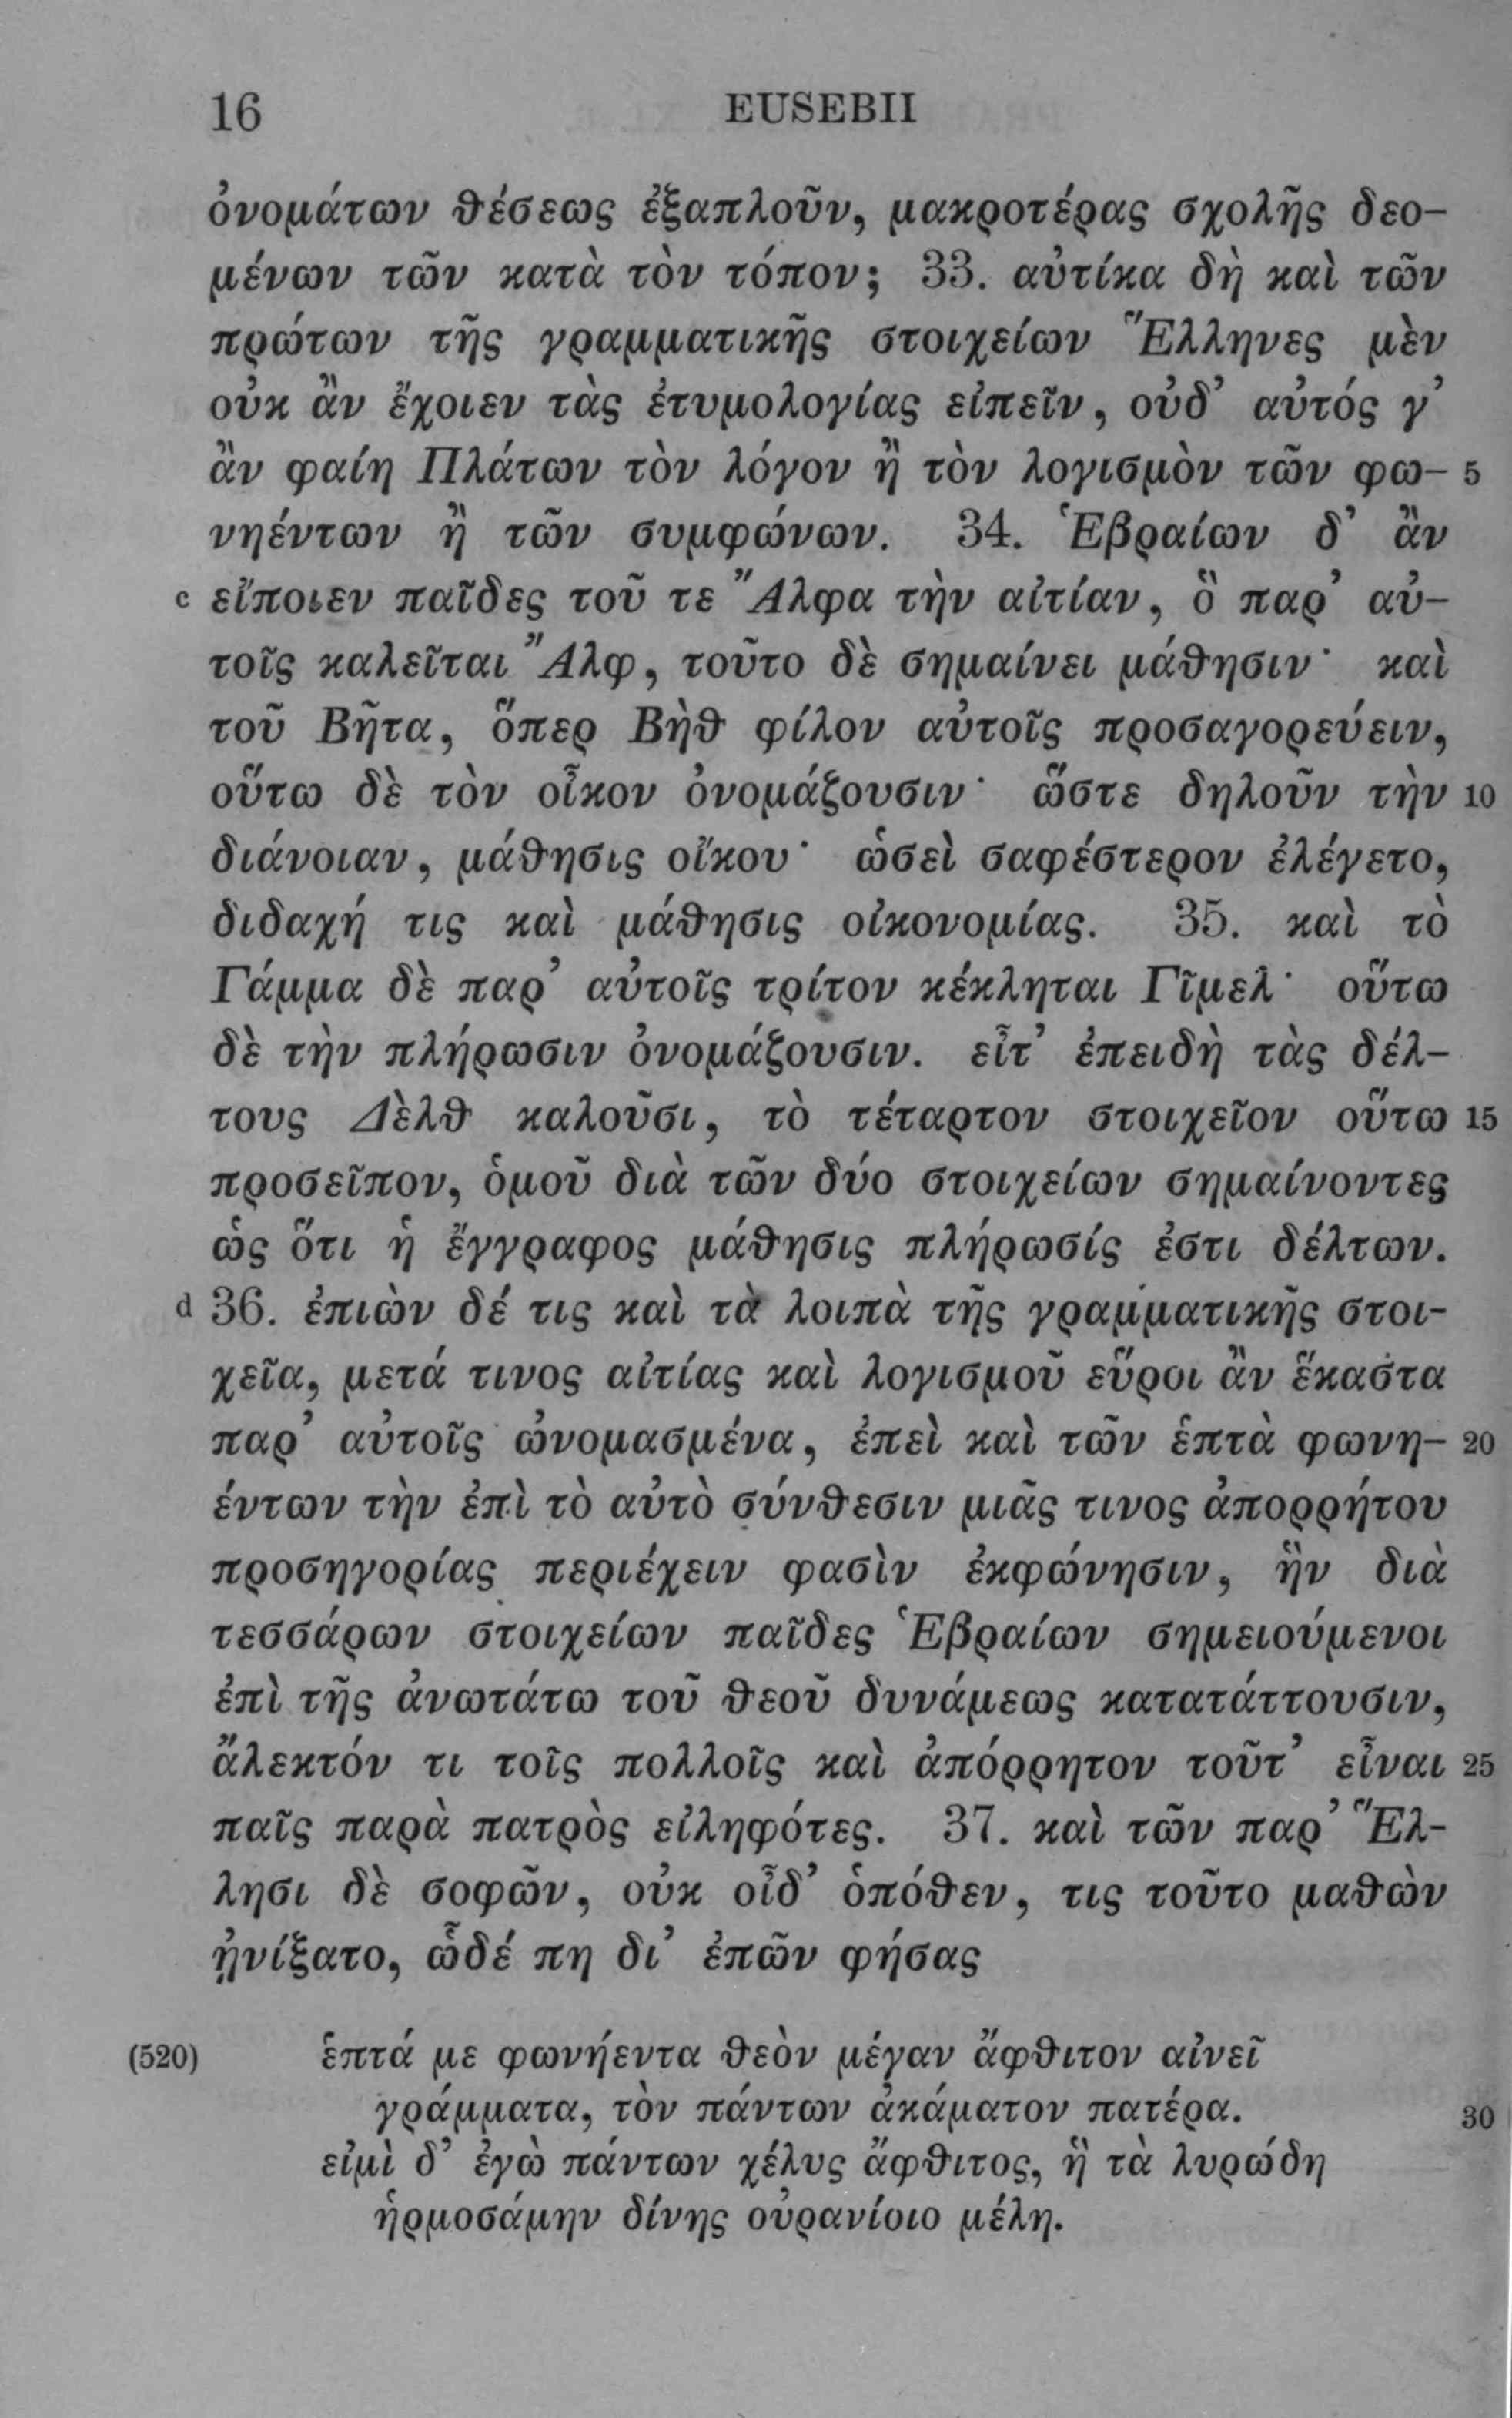 16 EUSEBII
ὀνομάτων θέσεως ἐξαπλοῦν, μακροτέρας σχολῆς δεο-
μένων τῶν κατὰ τὸν τόπον; 33. αὐτίκα δὴ καὶ τῶν
πρώτων τῆς γραμματικῆς στοιχείων Ἕλληνες μὲν
οὐκ ἂν ἔχοιεν τὰς ἐτυμολογίας εἰπεῖν, οὐδ’ αὐτός γ’
ἂν φαίη Πλάτων τὸν λόγον ἢ τὸν λογισμὸν τῶν φω- 5
νηέντων ἢ τῶν συμφώνων. 34. Ἑβραίων δ’ ἂν
c εἴποιεν παῖδες τοῦ τε Ἄλφα τὴν αἰτίαν, ὃ παρ’ αὐ-
τοῖς καλεῖται Ἄλφ, τοῦτο δὲ σημαίνει μάθησιν· καὶ
τοῦ Βῆτα, ὅπερ Βὴθ φίλον αὐτοῖς προσαγορεύειν,
οὕτω δὲ τὸν οἶκον ὀνομάζουσιν· ὥστε δηλοῦν τὴν 10
διάνοιαν, μάθησις οἴκου· ὡσεὶ σαφέστερον ἐλέγετο,
διδαχή τις καὶ μάθησις οἰκονομίας. 35. καὶ τὸ
Γάμμα δὲ παρ’ αὐτοῖς τρίτον κέκληται Γῖμελ· οὕτω
δὲ τὴν πλήρωσιν ὀνομάζουσιν. εἶτ’ ἐπειδὴ τὰς δέλ-
τους Δὲλθ καλοῦσι, τὸ τέταρτον στοιχεῖον οὕτω 15
προσεῖπον, ὁμοῦ διὰ τῶν δύο στοιχείων σημαίνοντες
ὡς ὅτι ἡ ἔγγραφος μάθησις πλήρωσίς ἐστι δέλτων.
d 36. ἐπιὼν δέ τις καὶ τὰ λοιπὰ τῆς γραμματικῆς στοι-
χεῖα, μετά τινος αἰτίας καὶ λογισμοῦ εὕροι ἂν ἕκαστα
παρ’ αὐτοῖς ὠνομασμένα, ἐπεὶ καὶ τῶν ἑπτὰ φωνη- 20
έντων τὴν ἐπὶ τὸ αὐτὸ σύνθεσιν μιᾶς τινος ἀπορρήτου
προσηγορίας περιέχειν φασὶν ἐκφώνησιν, ἣν διὰ
τεσσάρων στοιχείων παῖδες Ἑβραίων σημειούμενοι
ἐπὶ τῆς ἀνωτάτω τοῦ θεοῦ δυνάμεως κατατάττουσιν,
ἄλεκτόν τι τοῖς πολλοῖς καὶ ἀπόρρητον τοῦτ’ εἶναι 25
παῖς παρὰ πατρὸς εἰληφότες. 37. καὶ τῶν παρ’ Ἕλ-
λησι δὲ σοφῶν, οὐκ οἶδ’ ὁπόθεν, τις τοῦτο μαθὼν
ᾐνίξατο, ὧδέ πη δι’ ἐπῶν φήσας
(520) ἑπτά με φωνήεντα θεὸν μέγαν ἄφθιτον αἰνεῖ
γράμματα, τὸν πάντων ἀκάματον πατέρα. 30
εἰμὶ δ’ ἐγὼ πάντων χέλυς ἄφθιτος, ἣ τὰ λυρώδη
ἡρμοσάμην δίνης οὐρανίοιο μέλη.